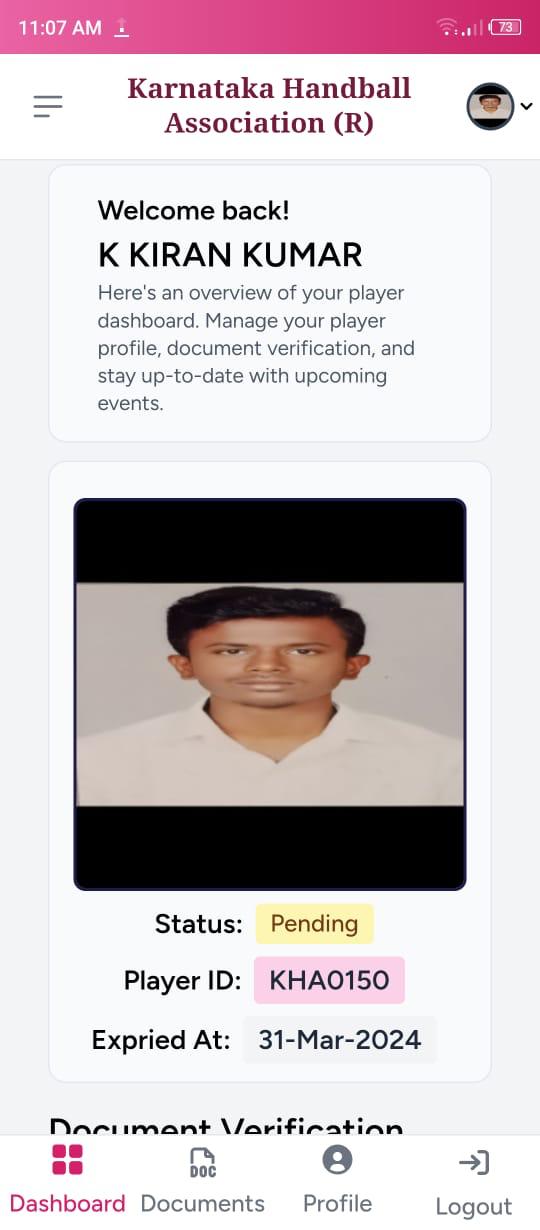 11:07 AM
73
Karnataka Handball
Association (R)
Welcome back!
K KIRAN KUMAR
Here's an overview of your player
dashboard. Manage your player
profile, document verification, and
stay up-to-date with upcoming
events.
Status: Pending
Player ID: KHA0150
Expried At: 31-Mar-2024
Document Verification
DOC
Dashboard Documents Profile Logout